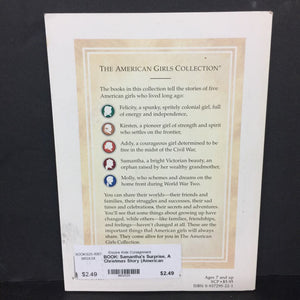 THE AMERICAN GIRLS COLLECTION®
The books in this collection tell the stories of five
American girls who lived long ago:
Felicity, a spunky, spritely colonial girl, full
of energy and independence,
Kirsten, a pioneer girl of strength and spirit
who settles on the frontier,
Addy, a courageous girl determined to be
free in the midst of the Civil War,
Samantha, a bright Victorian beauty, an
orphan raised by her wealthy grandmother,
Molly, who schemes and dreams on the
home front during World War Two.
You can share their worlds—their friends and
families, their struggles and successes, their sad
times and celebrations, their secrets and adventures.
You'll see that some things about growing up have
changed, while others—like families, friendships,
and feelings—haven't changed at all. These are the
important things that American girls will always
share. They come alive for you in The American
Girls Collection.
Empire Kids Consignment
BOOK: Samantha's Surprise, A
Christmas Story (American
$2.49
$2.49
Ages 7 and up